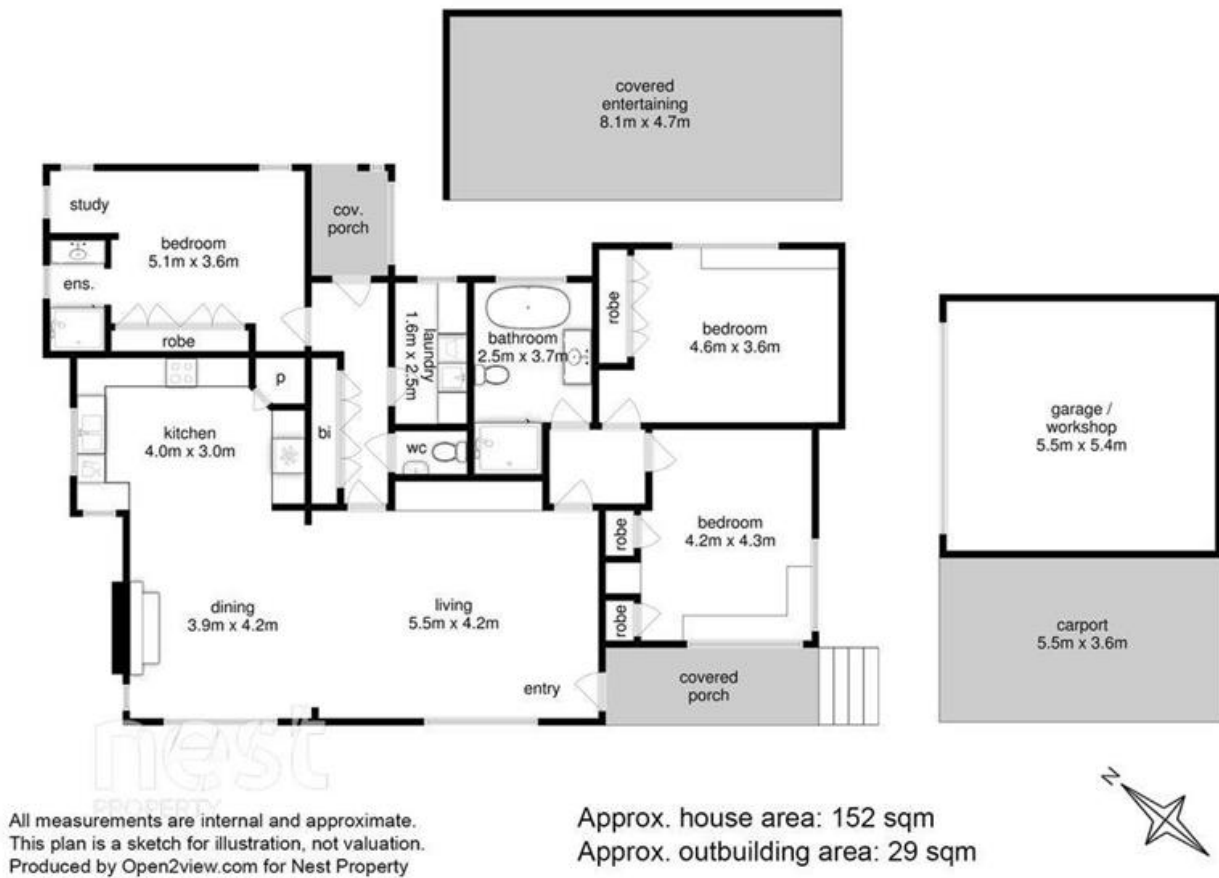 covered
entertaining
8.1m x 4.7m
study
bedroom
5.1m x 3.6m
cov.
porch
ens.
robe
laundry
1.6m x 2.5m
bathroom
2.5m x 3.7m
robe
bedroom
4.6m x 3.6m
p
kitchen
4.0m x 3.0m
bi
wc
garage /
workshop
5.5m x 5.4m
bedroom
4.2m x 4.3m
robe
robe
dining
3.9m x 4.2m
living
5.5m x 4.2m
carport
5.5m x 3.6m
entry
covered
porch
nest
PROPERTY
N
All measurements are internal and approximate.
This plan is a sketch for illustration, not valuation.
Produced by Open2view.com for Nest Property
Approx. house area: 152 sqm
Approx. outbuilding area: 29 sqm